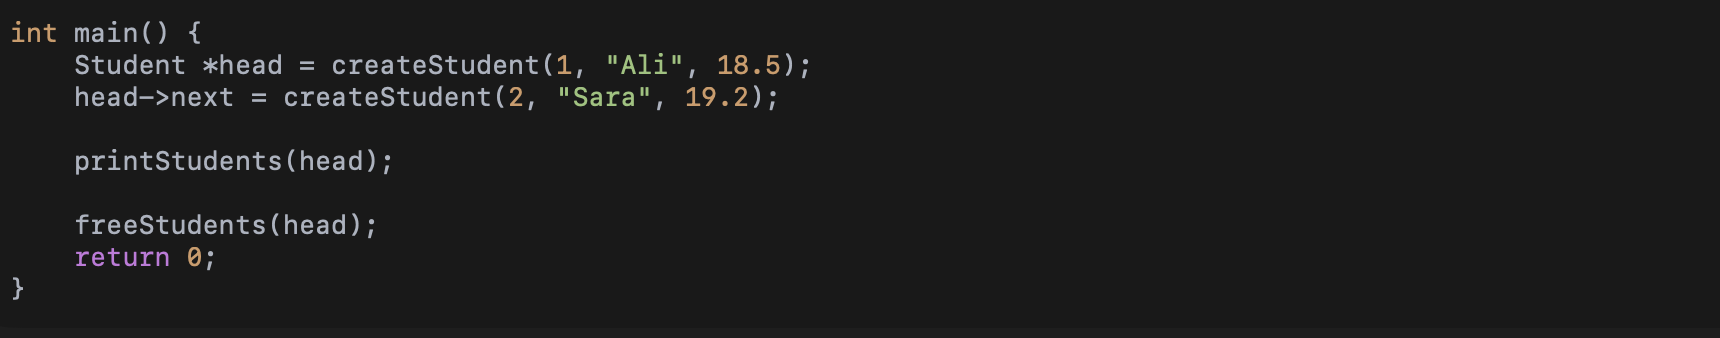 int main() {
    Student *head = createStudent(1, "Ali", 18.5);
    head->next = createStudent(2, "Sara", 19.2);

    printStudents(head);

    freeStudents(head);
    return 0;
}